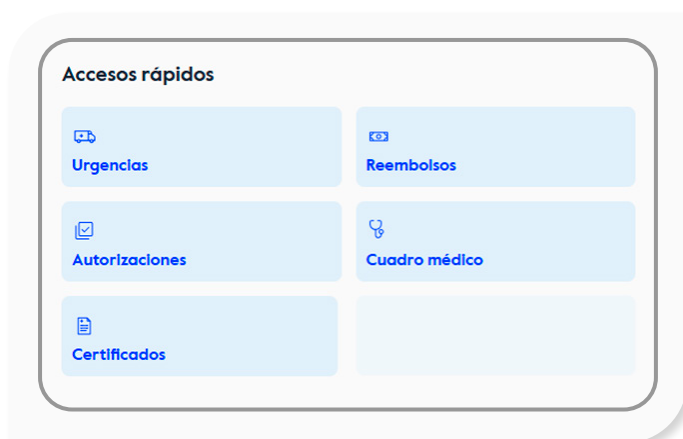 Accesos rápidos
Urgencias
Reembolsos
Autorizaciones
Cuadro médico
Certificados